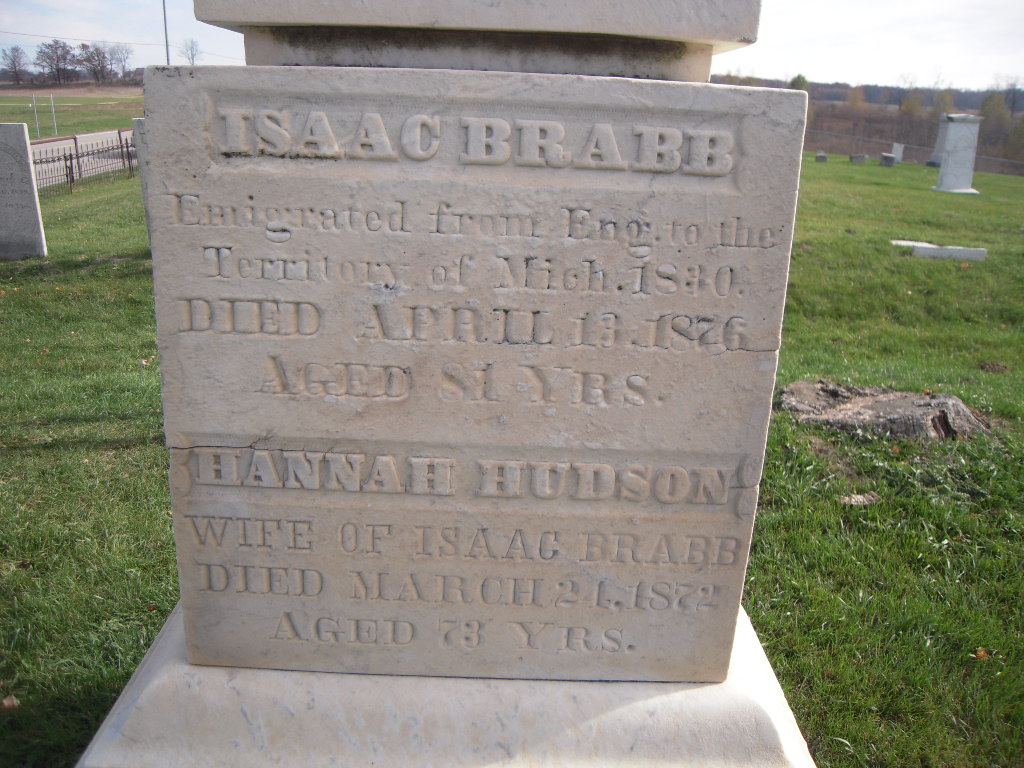 ISAAC BRABB
Emigrated from Eng. to the
Territory of Mich. 1830.
DIED APRIL 13, 1876
AGED 81 YRS.
HANNAH HUDSON
WIFE OF ISAAC BRABB
DIED MARCH 24, 1872
AGED 73 YRS.